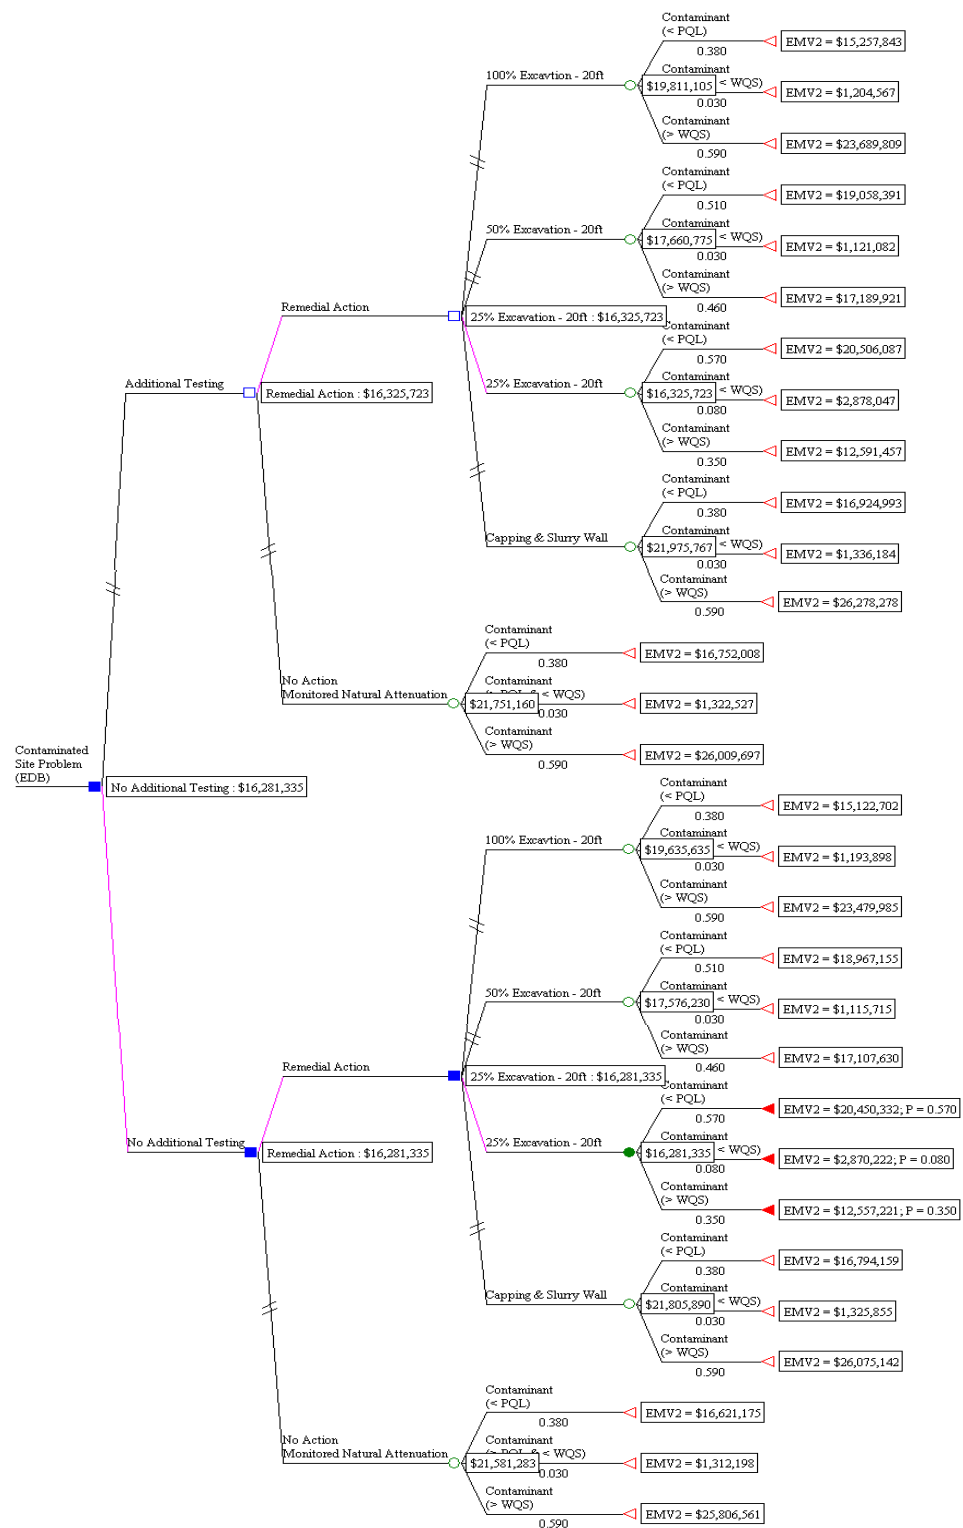 Contaminant
(< PQL)
EMV2 = $15,257,843
0.380
100% Excavtion - 20ft
Contaminant
$19,811,105
< WQS)
EMV2 = $1,204,567
0.030
Contaminant
(> WQS)
EMV2 = $23,689,809
0.590
Contaminant
(< PQL)
EMV2 = $19,058,391
0.510
50% Excavation - 20ft
Contaminant
$17,660,775
< WQS)
EMV2 = $1,121,082
0.030
Contaminant
(> WQS)
EMV2 = $17,189,921
0.460
Remedial Action
25% Excavation - 20ft : $16,325,723
Contaminant
(< PQL)
EMV2 = $20,506,087
0.570
Additional Testing
Remedial Action : $16,325,723
25% Excavation - 20ft
Contaminant
$16,325,723
< WQS)
EMV2 = $2,878,047
0.080
Contaminant
(> WQS)
EMV2 = $12,591,457
0.350
Contaminant
(< PQL)
EMV2 = $16,924,993
0.380
Capping & Slurry Wall
Contaminant
$21,975,767
< WQS)
EMV2 = $1,336,184
0.030
Contaminant
(> WQS)
EMV2 = $26,278,278
0.590
Contaminant
(< PQL)
EMV2 = $16,752,008
0.380
No Action
Monitored Natural Attenuation
Contaminant
(> PQL & < WQS)
$21,751,160
EMV2 = $1,322,527
0.030
Contaminant
(> WQS)
EMV2 = $26,009,697
0.590
Contaminated
Site Problem
(EDB)
No Additional Testing : $16,281,335
Contaminant
(< PQL)
EMV2 = $15,122,702
0.380
100% Excavtion - 20ft
Contaminant
$19,635,635
< WQS)
EMV2 = $1,193,898
0.030
Contaminant
(> WQS)
EMV2 = $23,479,985
0.590
Contaminant
(< PQL)
EMV2 = $18,967,155
0.510
50% Excavation - 20ft
Contaminant
$17,576,230
< WQS)
EMV2 = $1,115,715
0.030
Contaminant
(> WQS)
EMV2 = $17,107,630
0.460
Remedial Action
25% Excavation - 20ft : $16,281,335
Contaminant
(< PQL)
EMV2 = $20,450,332; P = 0.570
0.570
No Additional Testing
Remedial Action : $16,281,335
25% Excavation - 20ft
Contaminant
$16,281,335
< WQS)
EMV2 = $2,870,222; P = 0.080
0.080
Contaminant
(> WQS)
EMV2 = $12,557,221; P = 0.350
0.350
Contaminant
(< PQL)
EMV2 = $16,794,159
0.380
Capping & Slurry Wall
Contaminant
$21,805,890
< WQS)
EMV2 = $1,325,855
0.030
Contaminant
(> WQS)
EMV2 = $26,075,142
0.590
Contaminant
(< PQL)
EMV2 = $16,621,175
0.380
No Action
Monitored Natural Attenuation
Contaminant
(> PQL & < WQS)
$21,581,283
EMV2 = $1,312,198
0.030
Contaminant
(> WQS)
EMV2 = $25,806,561
0.590